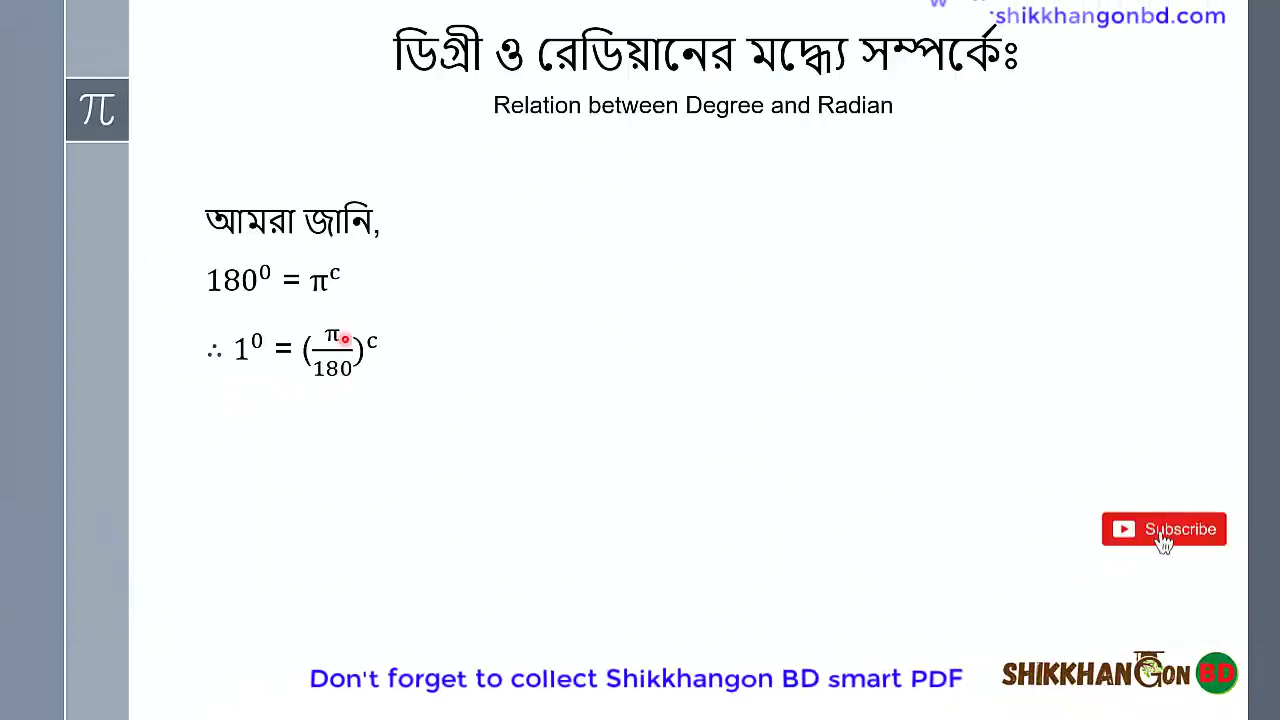 shikkhangonbd.com
ডিগ্রী ও রেডিয়ানের মদ্ধ্যে সম্পর্কেঃ
Relation between Degree and Radian
π
আমরা জানি,
180⁰ = πᶜ
∴ 1⁰ = (π/180)ᶜ
Subscribe
Don't forget to collect Shikkhangon BD smart PDF
SHIKKHANGON BD